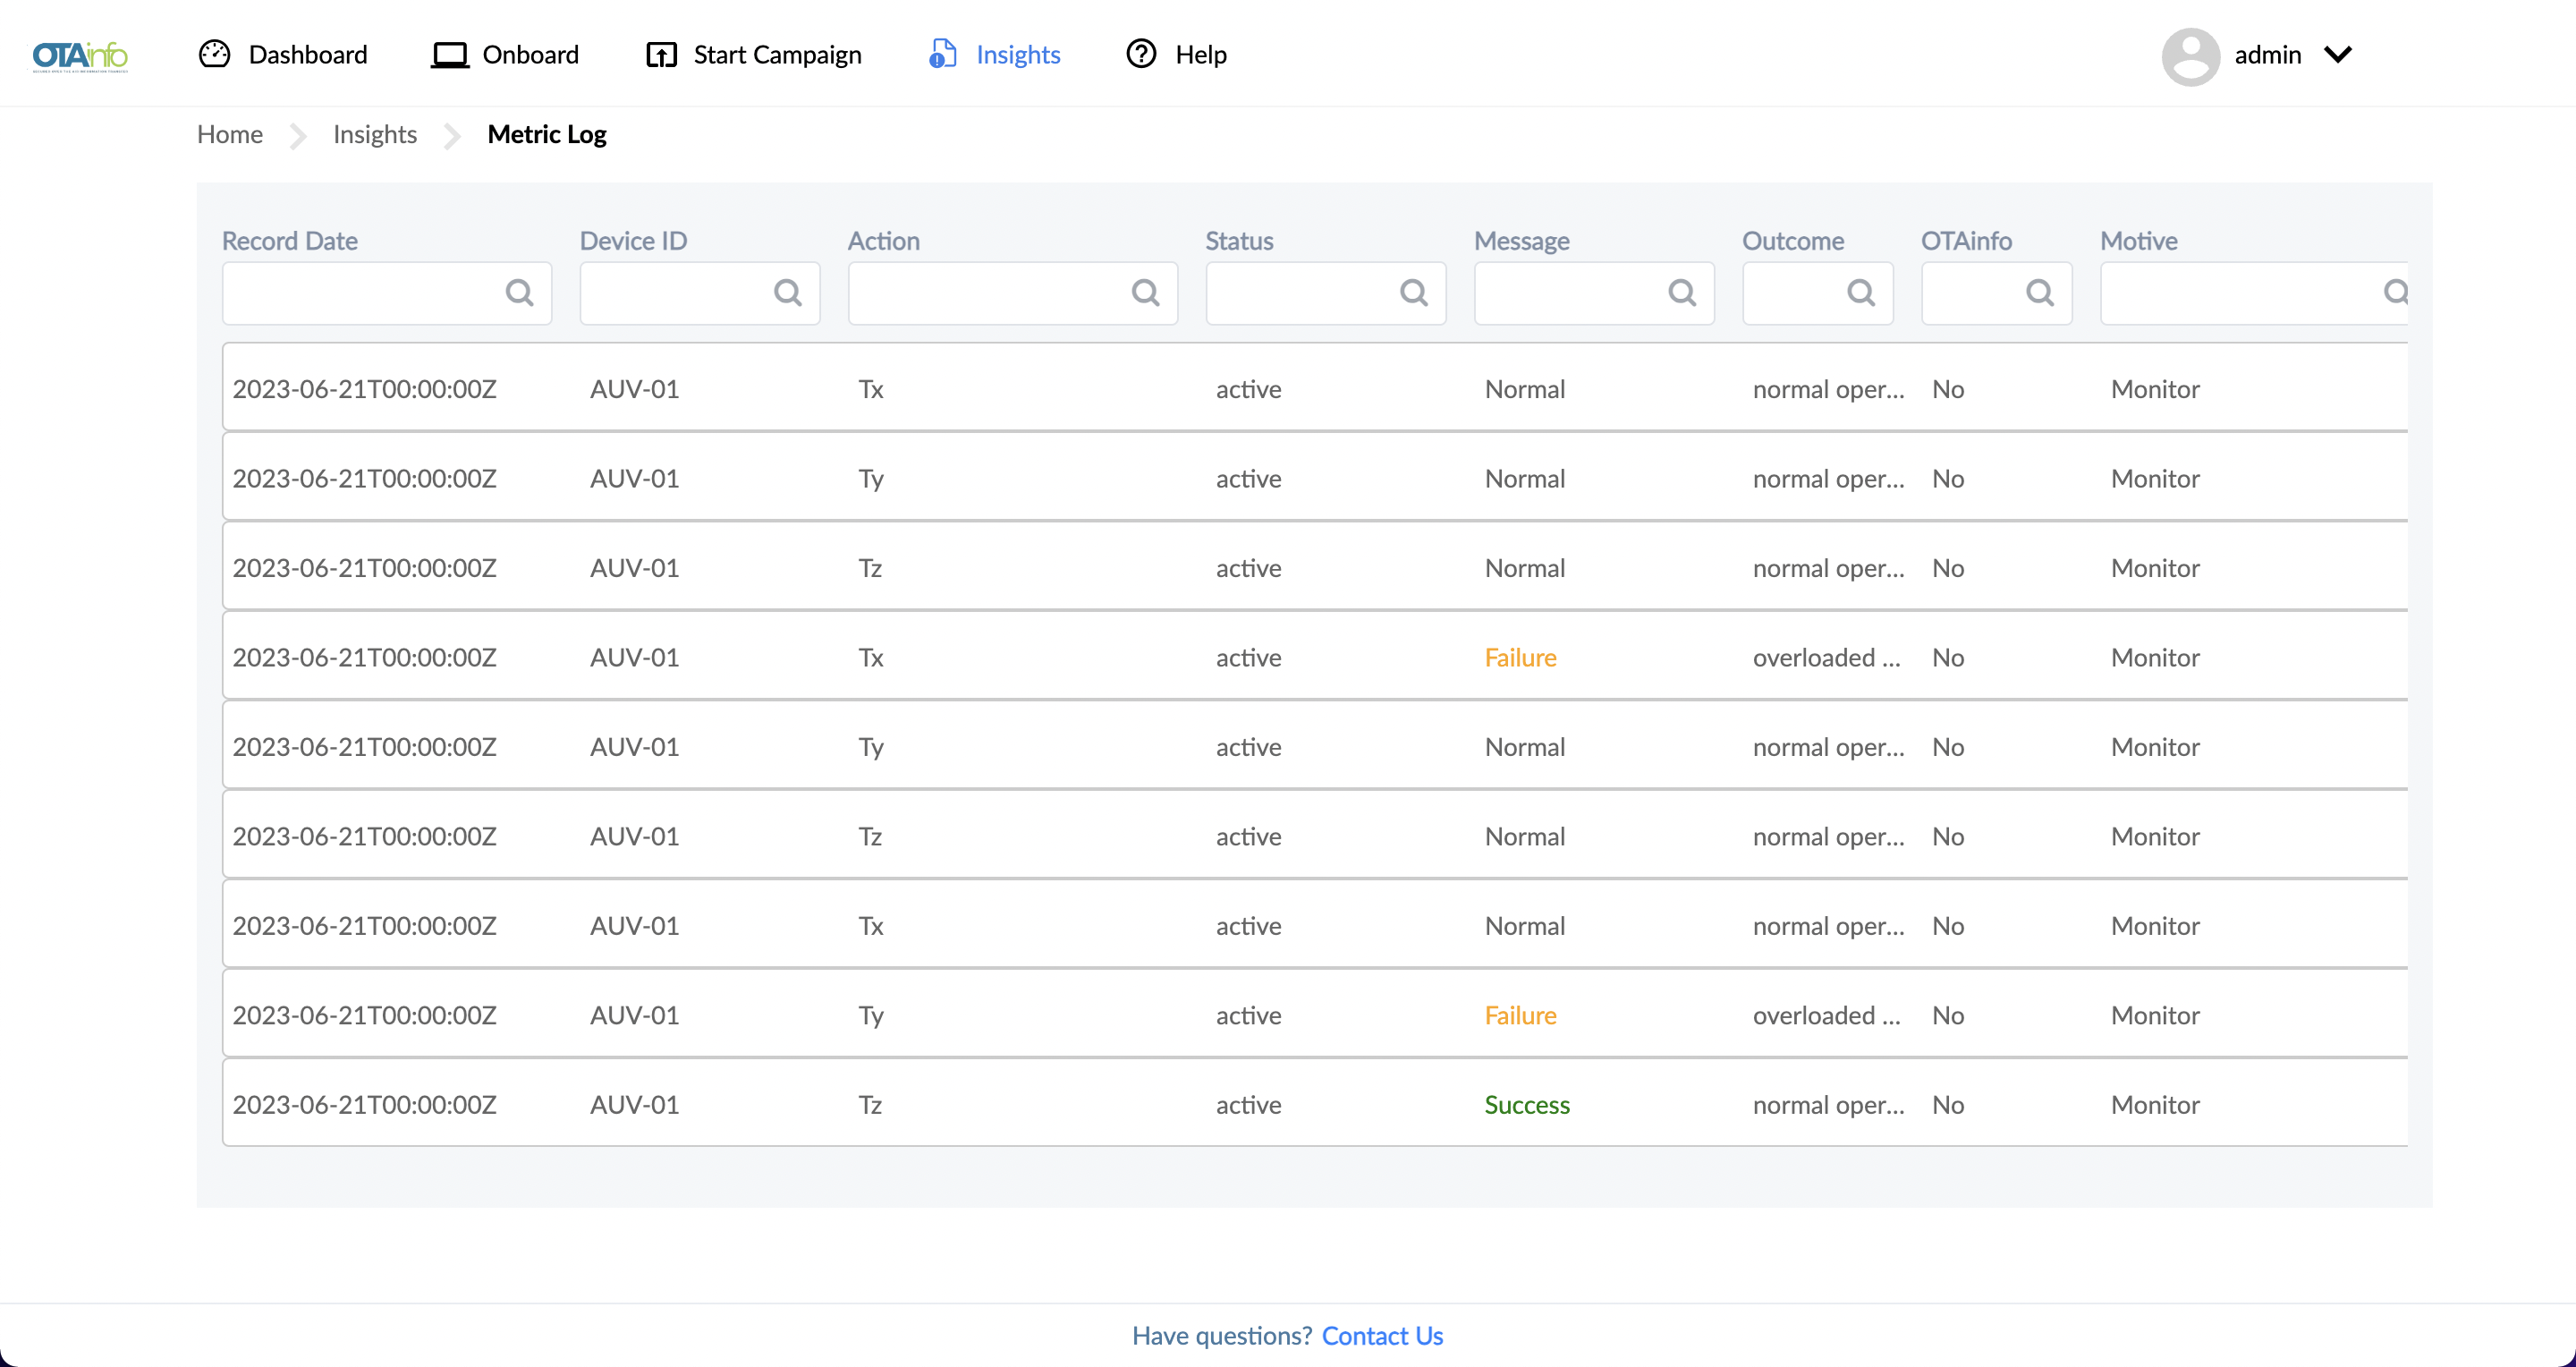 OTAinfo
Dashboard Onboard Start Campaign Insights Help admin
Home Insights Metric Log
Record Date Device ID Action Status Message Outcome OTAinfo Motive
2023-06-21T00:00:00Z AUV-01 Tx active Normal normal oper... No Monitor
2023-06-21T00:00:00Z AUV-01 Ty active Normal normal oper... No Monitor
2023-06-21T00:00:00Z AUV-01 Tz active Normal normal oper... No Monitor
2023-06-21T00:00:00Z AUV-01 Tx active Failure overloaded ... No Monitor
2023-06-21T00:00:00Z AUV-01 Ty active Normal normal oper... No Monitor
2023-06-21T00:00:00Z AUV-01 Tz active Normal normal oper... No Monitor
2023-06-21T00:00:00Z AUV-01 Tx active Normal normal oper... No Monitor
2023-06-21T00:00:00Z AUV-01 Ty active Failure overloaded ... No Monitor
2023-06-21T00:00:00Z AUV-01 Tz active Success normal oper... No Monitor
Have questions? Contact Us